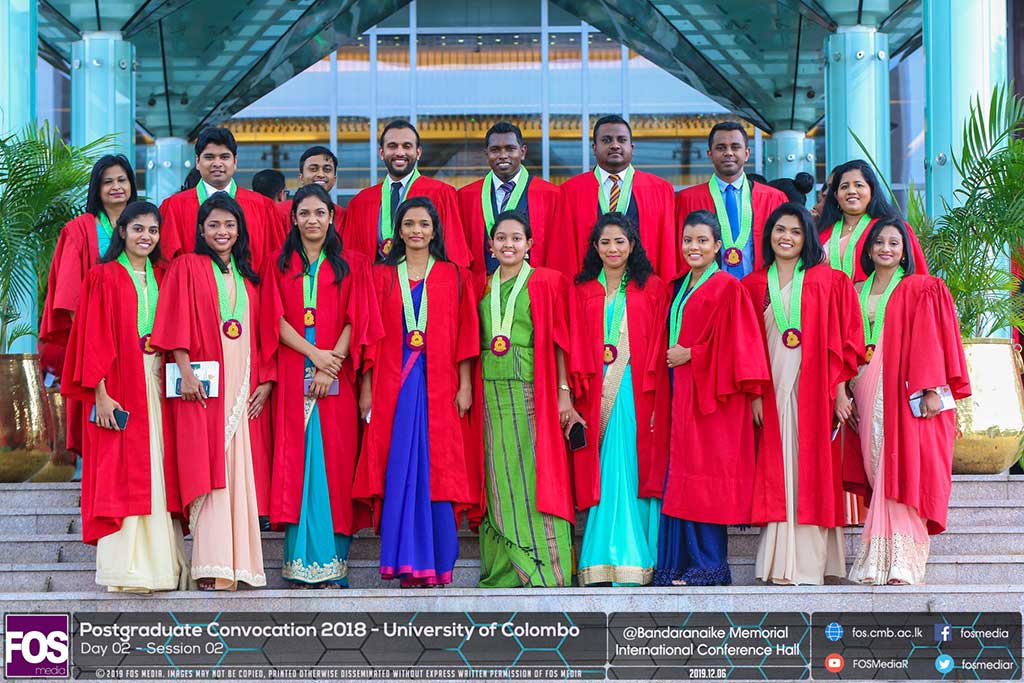 FOS
media
Postgraduate Convocation 2018 - University of Colombo
Day 02 - Session 02
© 2019 FOS MEDIA. IMAGES MAY NOT BE COPIED, PRINTED OTHERWISE DISSEMINATED WITHOUT EXPRESS WRITTEN PERMISSION OF FOS MEDIA
@Bandaranaike Memorial
International Conference Hall
2019.12.06
fos.cmb.ac.lk
fosmedia
FOSMediaR
fosmediar